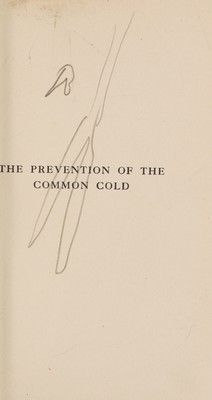 THE PREVENTION OF THE
COMMON COLD